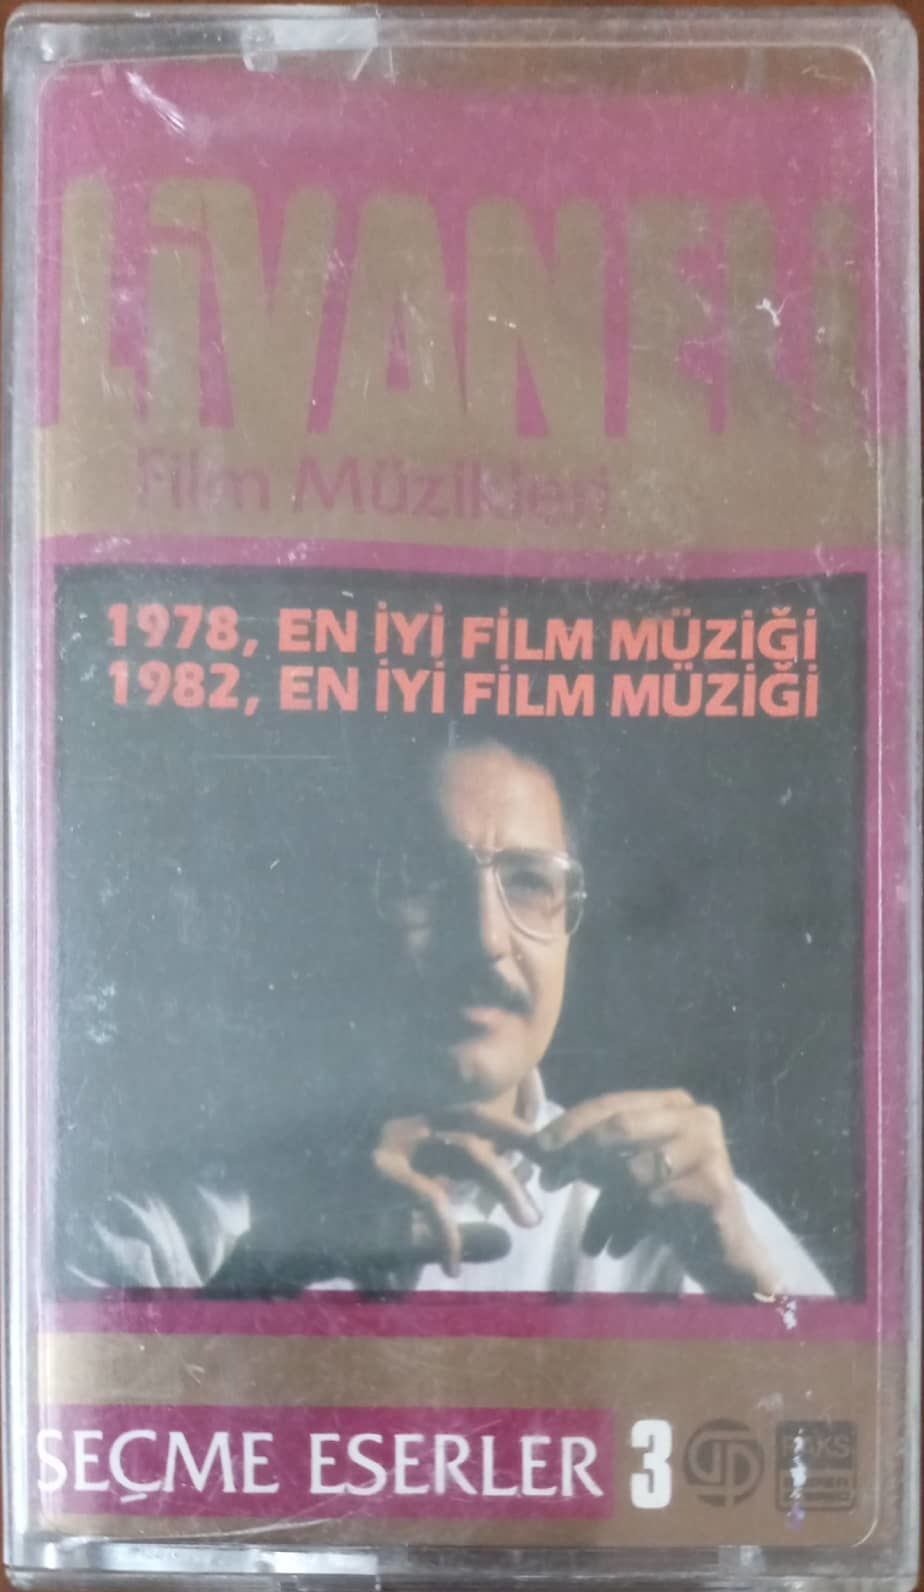 LİVANELİ
Film Müzikleri
1978, EN İYİ FİLM MÜZİĞİ
1982, EN İYİ FİLM MÜZİĞİ
SEÇME ESERLER 3
RAKS